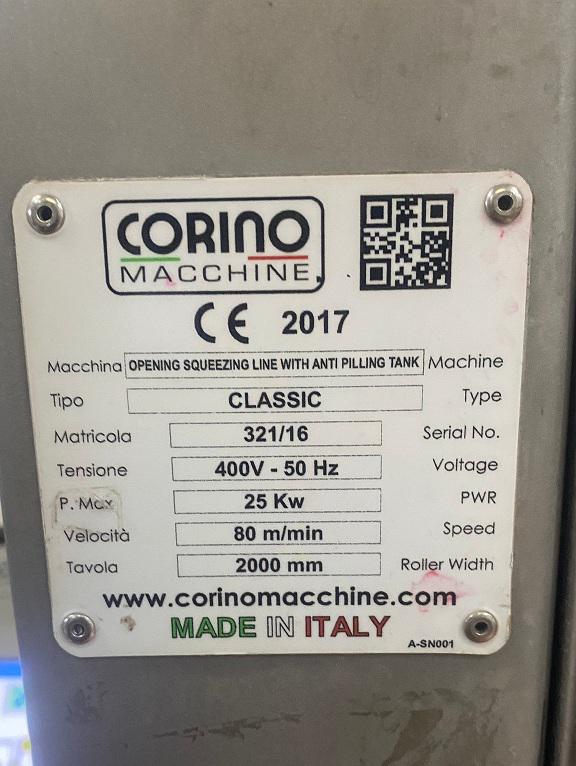 CORINO
MACCHINE
CE 2017
Macchina OPENING SQUEEZING LINE WITH ANTI PILLING TANK Machine
Tipo CLASSIC Type
Matricola 321/16 Serial No.
Tensione 400V - 50 Hz Voltage
P. Max 25 Kw PWR
Velocità 80 m/min Speed
Tavola 2000 mm Roller Width
www.corinomacchine.com
MADE IN ITALY
A-SN001